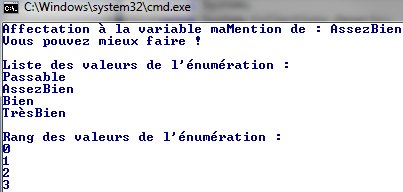 C:\Windows\system32\cmd.exe
Affectation à la variable maMention de : AssezBien
Vous pouvez mieux faire !
Liste des valeurs de l'énumération :
Passable
AssezBien
Bien
TrèsBien
Rang des valeurs de l'énumération :
0
1
2
3